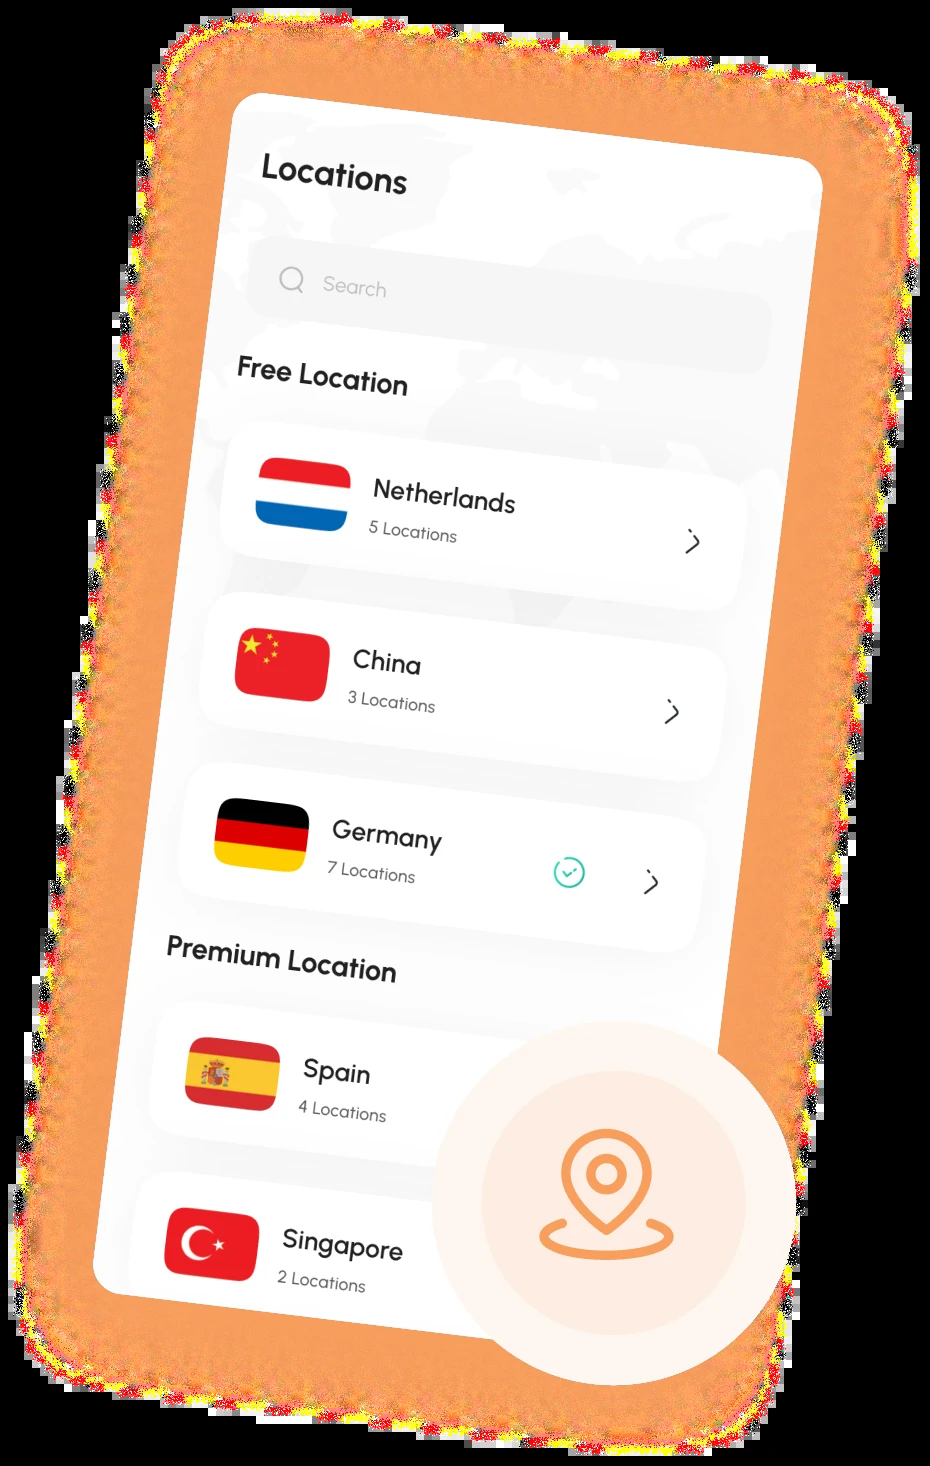 Locations
Search
Free Location
Netherlands
5 Locations
China
3 Locations
Germany
7 Locations
Premium Location
Spain
4 Locations
Singapore
2 Locations